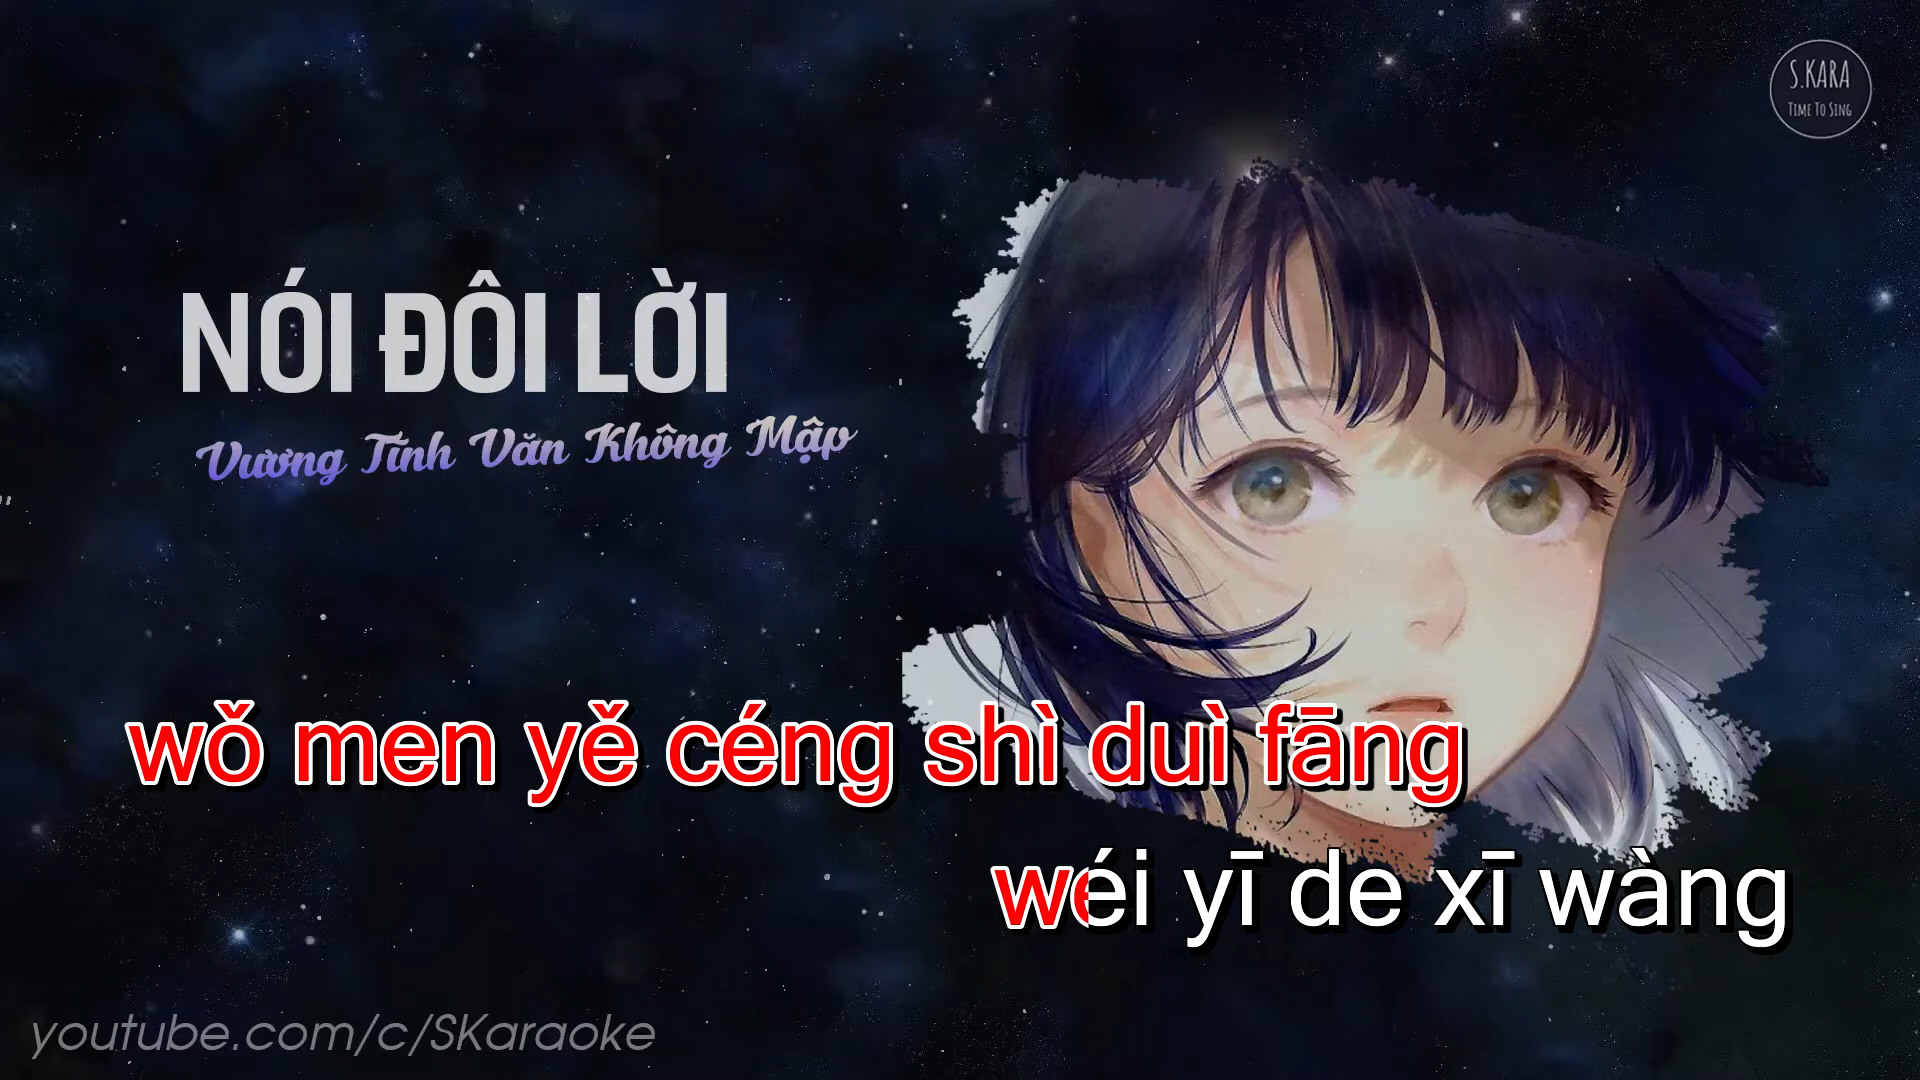 S.KARA
TIME TO SING
NÓI ĐÔI LỜI
Vương Tĩnh Văn Không Mập
wǒ men yě céng shì duì fāng
wéi yī de xī wàng
youtube.com/c/SKaraoke